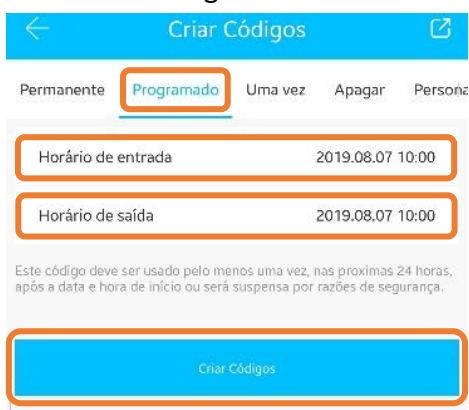 Criar Códigos
Permanente Programado Uma vez Apagar Persona
Horário de entrada 2019.08.07 10:00
Horário de saída 2019.08.07 10:00
Este código deve ser usado pelo menos uma vez, nas proximas 24 horas,
após a data e hora de início ou será suspensa por razões de segurança.
Criar Códigos